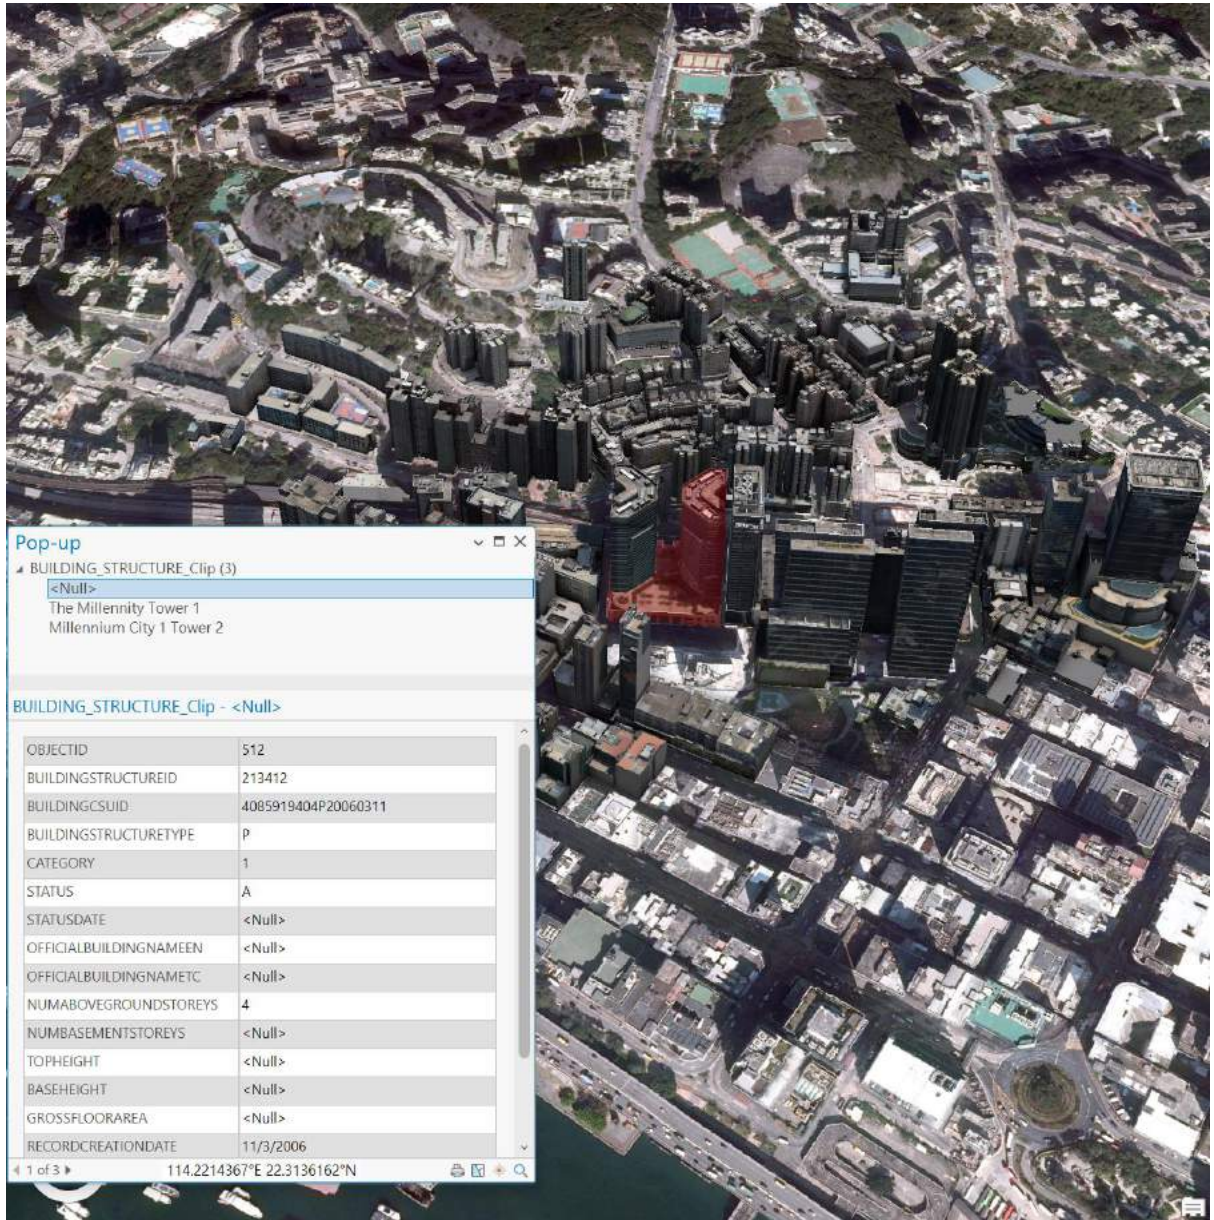 Pop-up
BUILDING_STRUCTURE_Clip (3)
<Null>
The Millennity Tower 1
Millennium City 1 Tower 2
BUILDING_STRUCTURE_Clip - <Null>
OBJECTID 512
BUILDINGSTRUCTUREID 213412
BUILDINGCSUID 4085919404P20060311
BUILDINGSTRUCTURETYPE P
CATEGORY 1
STATUS A
STATUSDATE <Null>
OFFICIALBUILDINGNAMEEN <Null>
OFFICIALBUILDINGNAMETC <Null>
NUMABOVEGROUNDSTOREYS 4
NUMBASEMENTSTOREYS <Null>
TOPHEIGHT <Null>
BASEHEIGHT <Null>
GROSSFLOORAREA <Null>
RECORDCREATIONDATE 11/3/2006
1 of 3 114.2214367°E 22.3136162°N